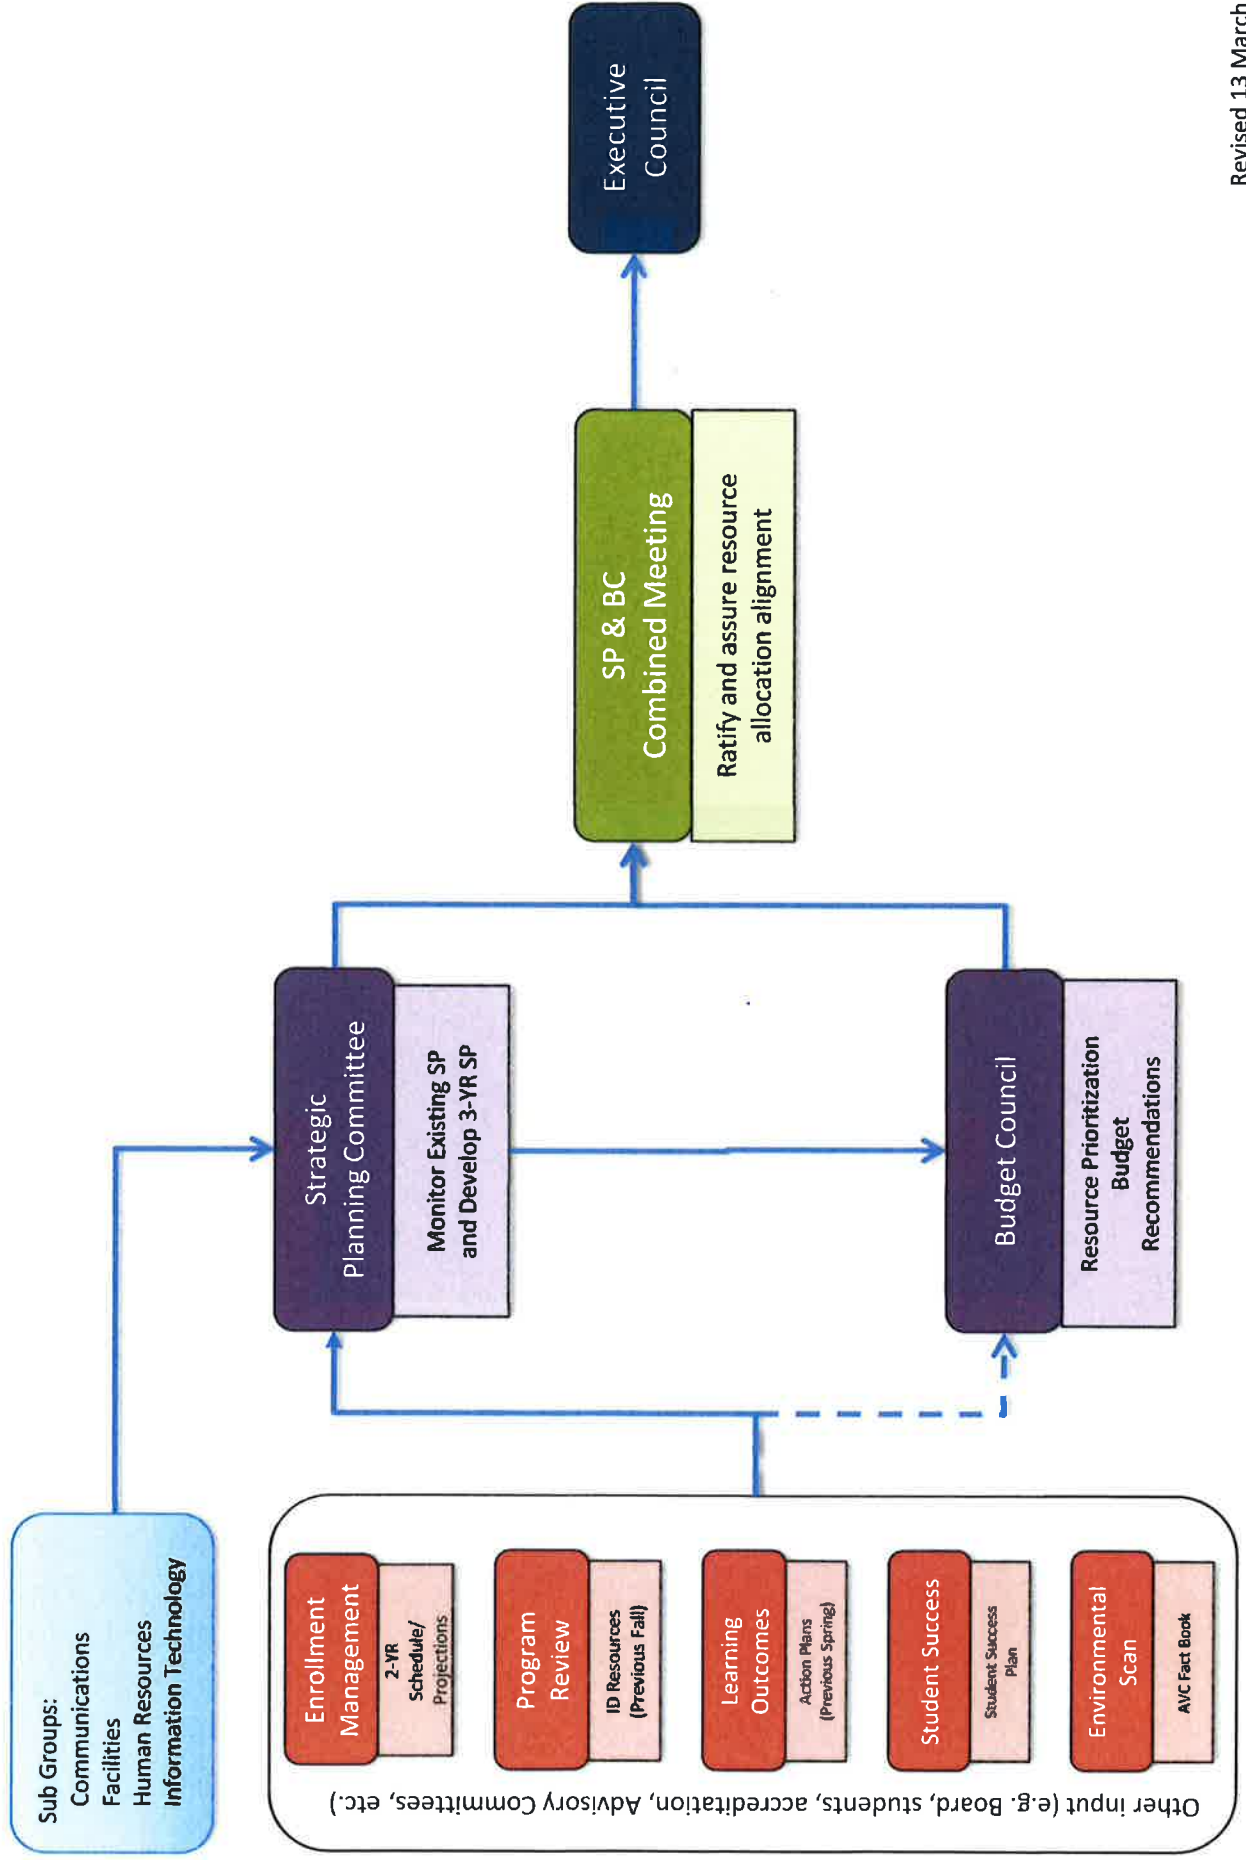 Sub Groups:
Communications
Facilities
Human Resources
Information Technology
Other input (e.g. Board, students, accreditation, Advisory Committees, etc.)
Enrollment
Management
2-YR
Schedule/
Projections
Program
Review
ID Resources
(Previous Fall)
Learning
Outcomes
Action Plans
(Previous Spring)
Student Success
Student Success
Plan
Environmental
Scan
AVC Fact Book
Strategic
Planning Committee
Monitor Existing SP
and Develop 3-YR SP
Budget Council
Resource Prioritization
Budget
Recommendations
SP & BC
Combined Meeting
Ratify and assure resource
allocation alignment
Executive
Council
Revised 13 March